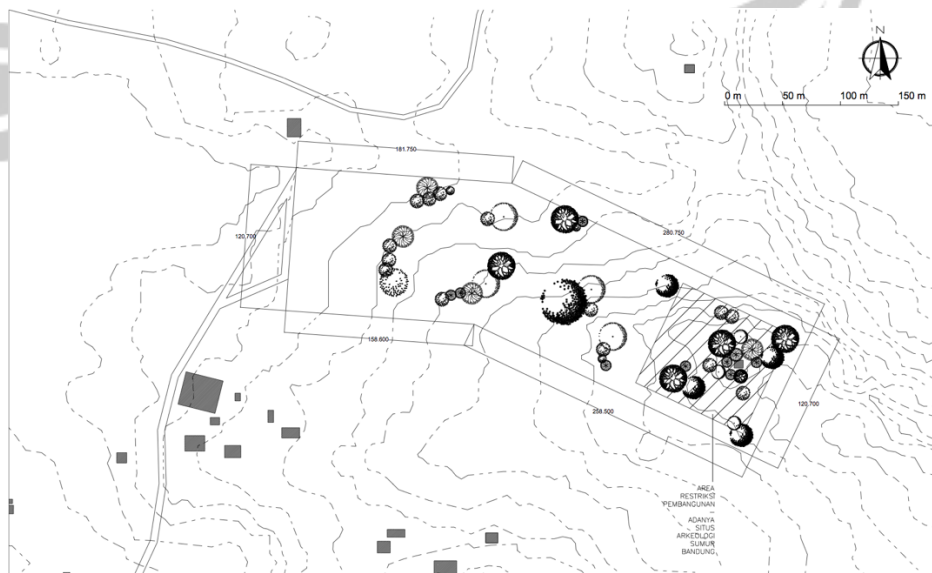 N
0 m 50 m 100 m 150 m
181.750
120.700
280.750
158.600
258.500
120.700
AREA
RESTRIKSI
PEMBANGUNAN
–
ADANYA
SITUS
ARKEOLOGI
SUMUR
BANDUNG